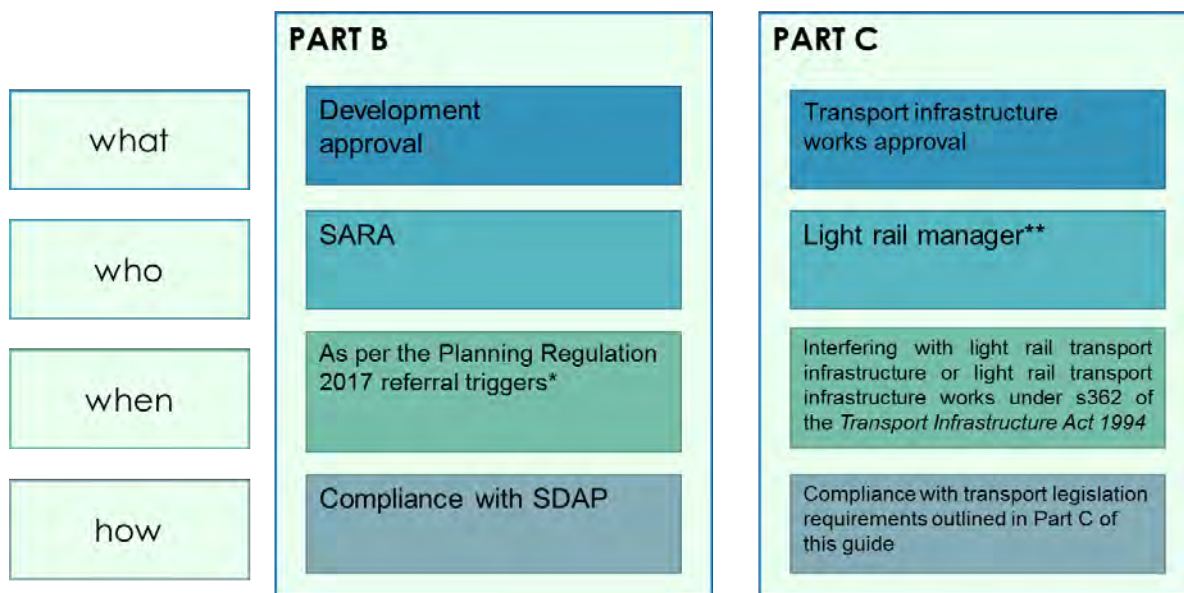 PART B
PART C
what
Development
approval
Transport infrastructure
works approval
who
SARA
Light rail manager**
when
As per the Planning Regulation
2017 referral triggers*
Interfering with light rail transport
infrastructure or light rail transport
infrastructure works under s362 of
the Transport Infrastructure Act 1994
how
Compliance with SDAP
Compliance with transport legislation
requirements outlined in Part C of
this guide